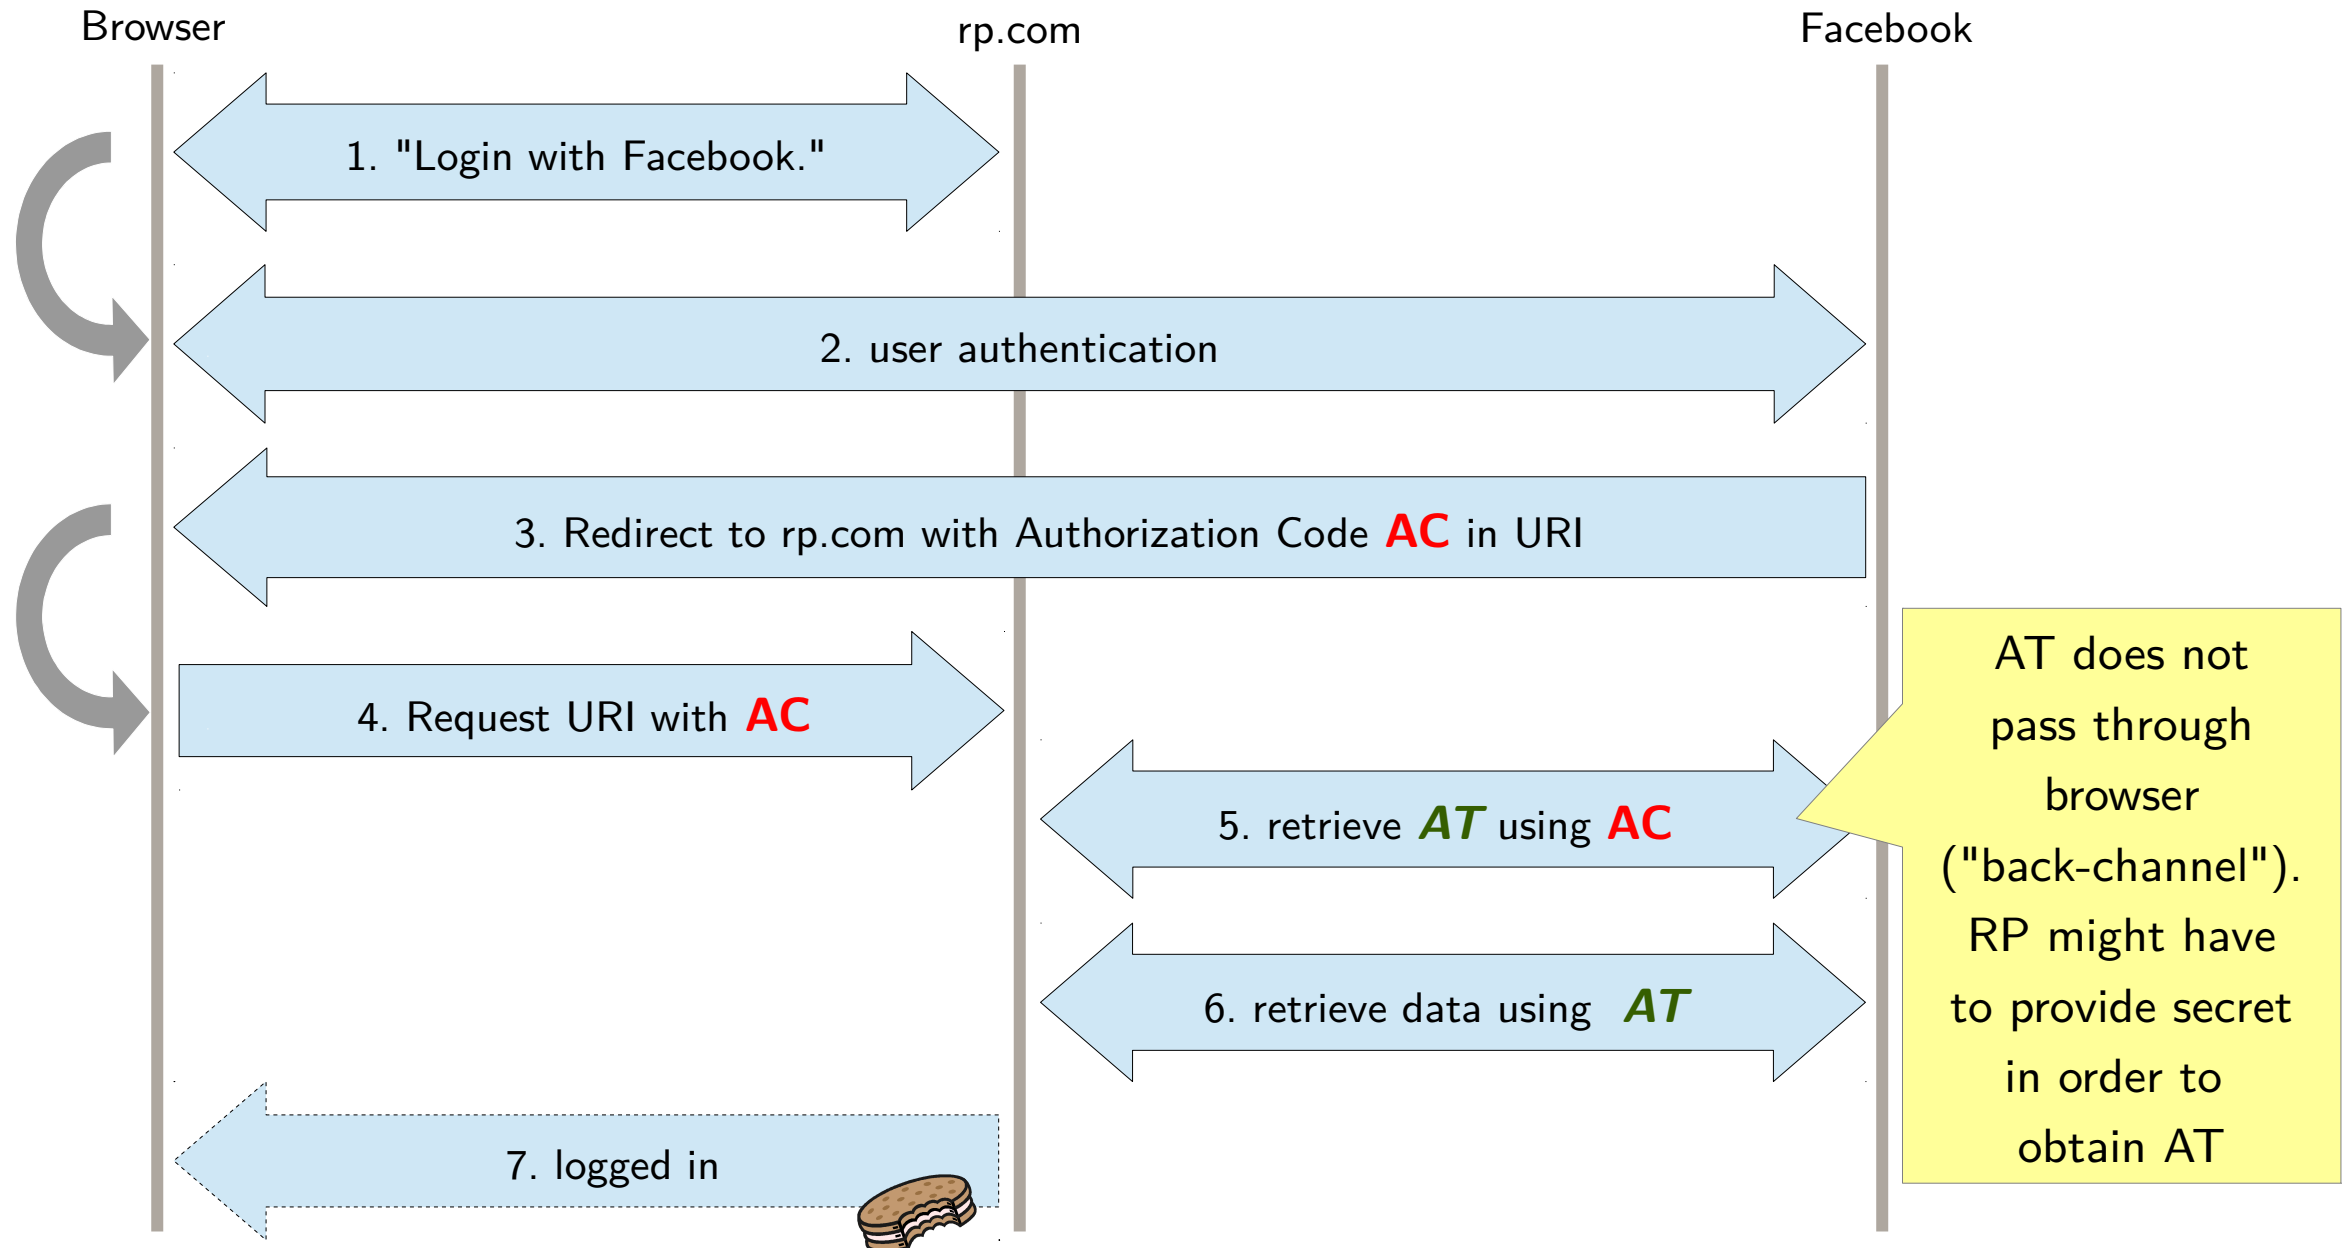 Browser
rp.com
Facebook
1. "Login with Facebook."
2. user authentication
3. Redirect to rp.com with Authorization Code AC in URI
4. Request URI with AC
5. retrieve AT using AC
6. retrieve data using AT
7. logged in
AT does not
pass through
browser
("back-channel").
RP might have
to provide secret
in order to
obtain AT